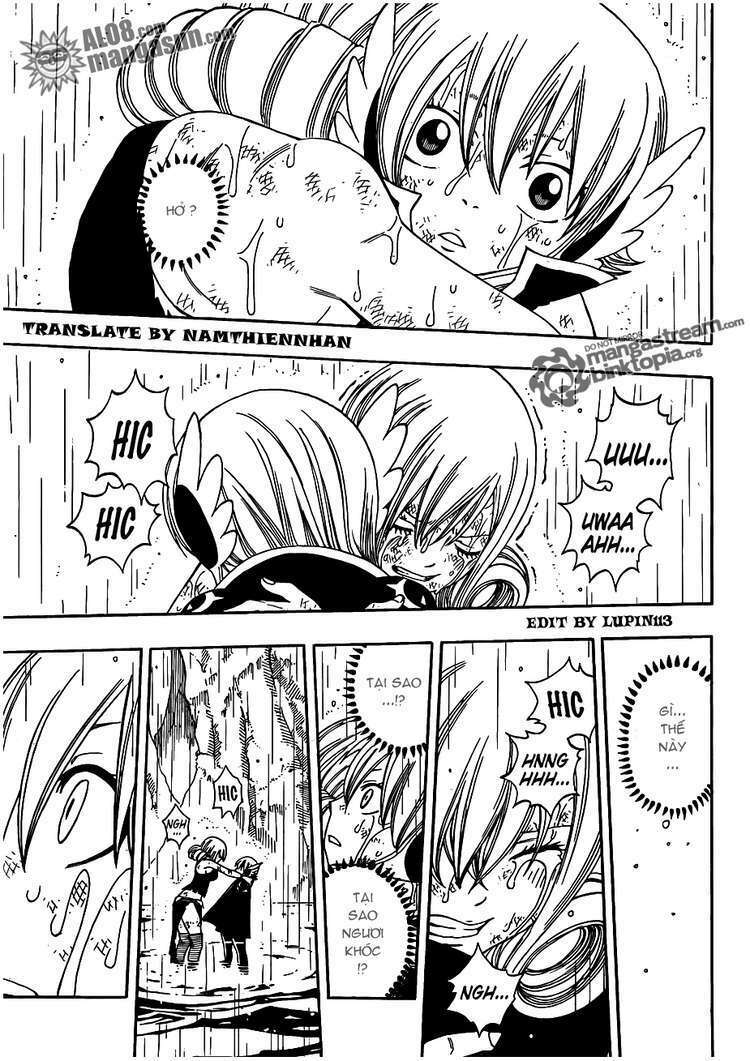 AL08.com
mangasun.com
HỞ ?
TRANSLATE BY NAMTHIENNHAN
DO NOT MIRROR
mangastream.com
binktopia.org
UUU...
UWAA
AHH...
HIC
HIC
EDIT BY LUPIN113
GÌ...
THẾ
NÀY
...
HIC
HNNG
HHH...
NGH...
TẠI SAO
...!?
TẠI
SAO
NGƯƠI
KHÓC
!?
HIC
NGH
...